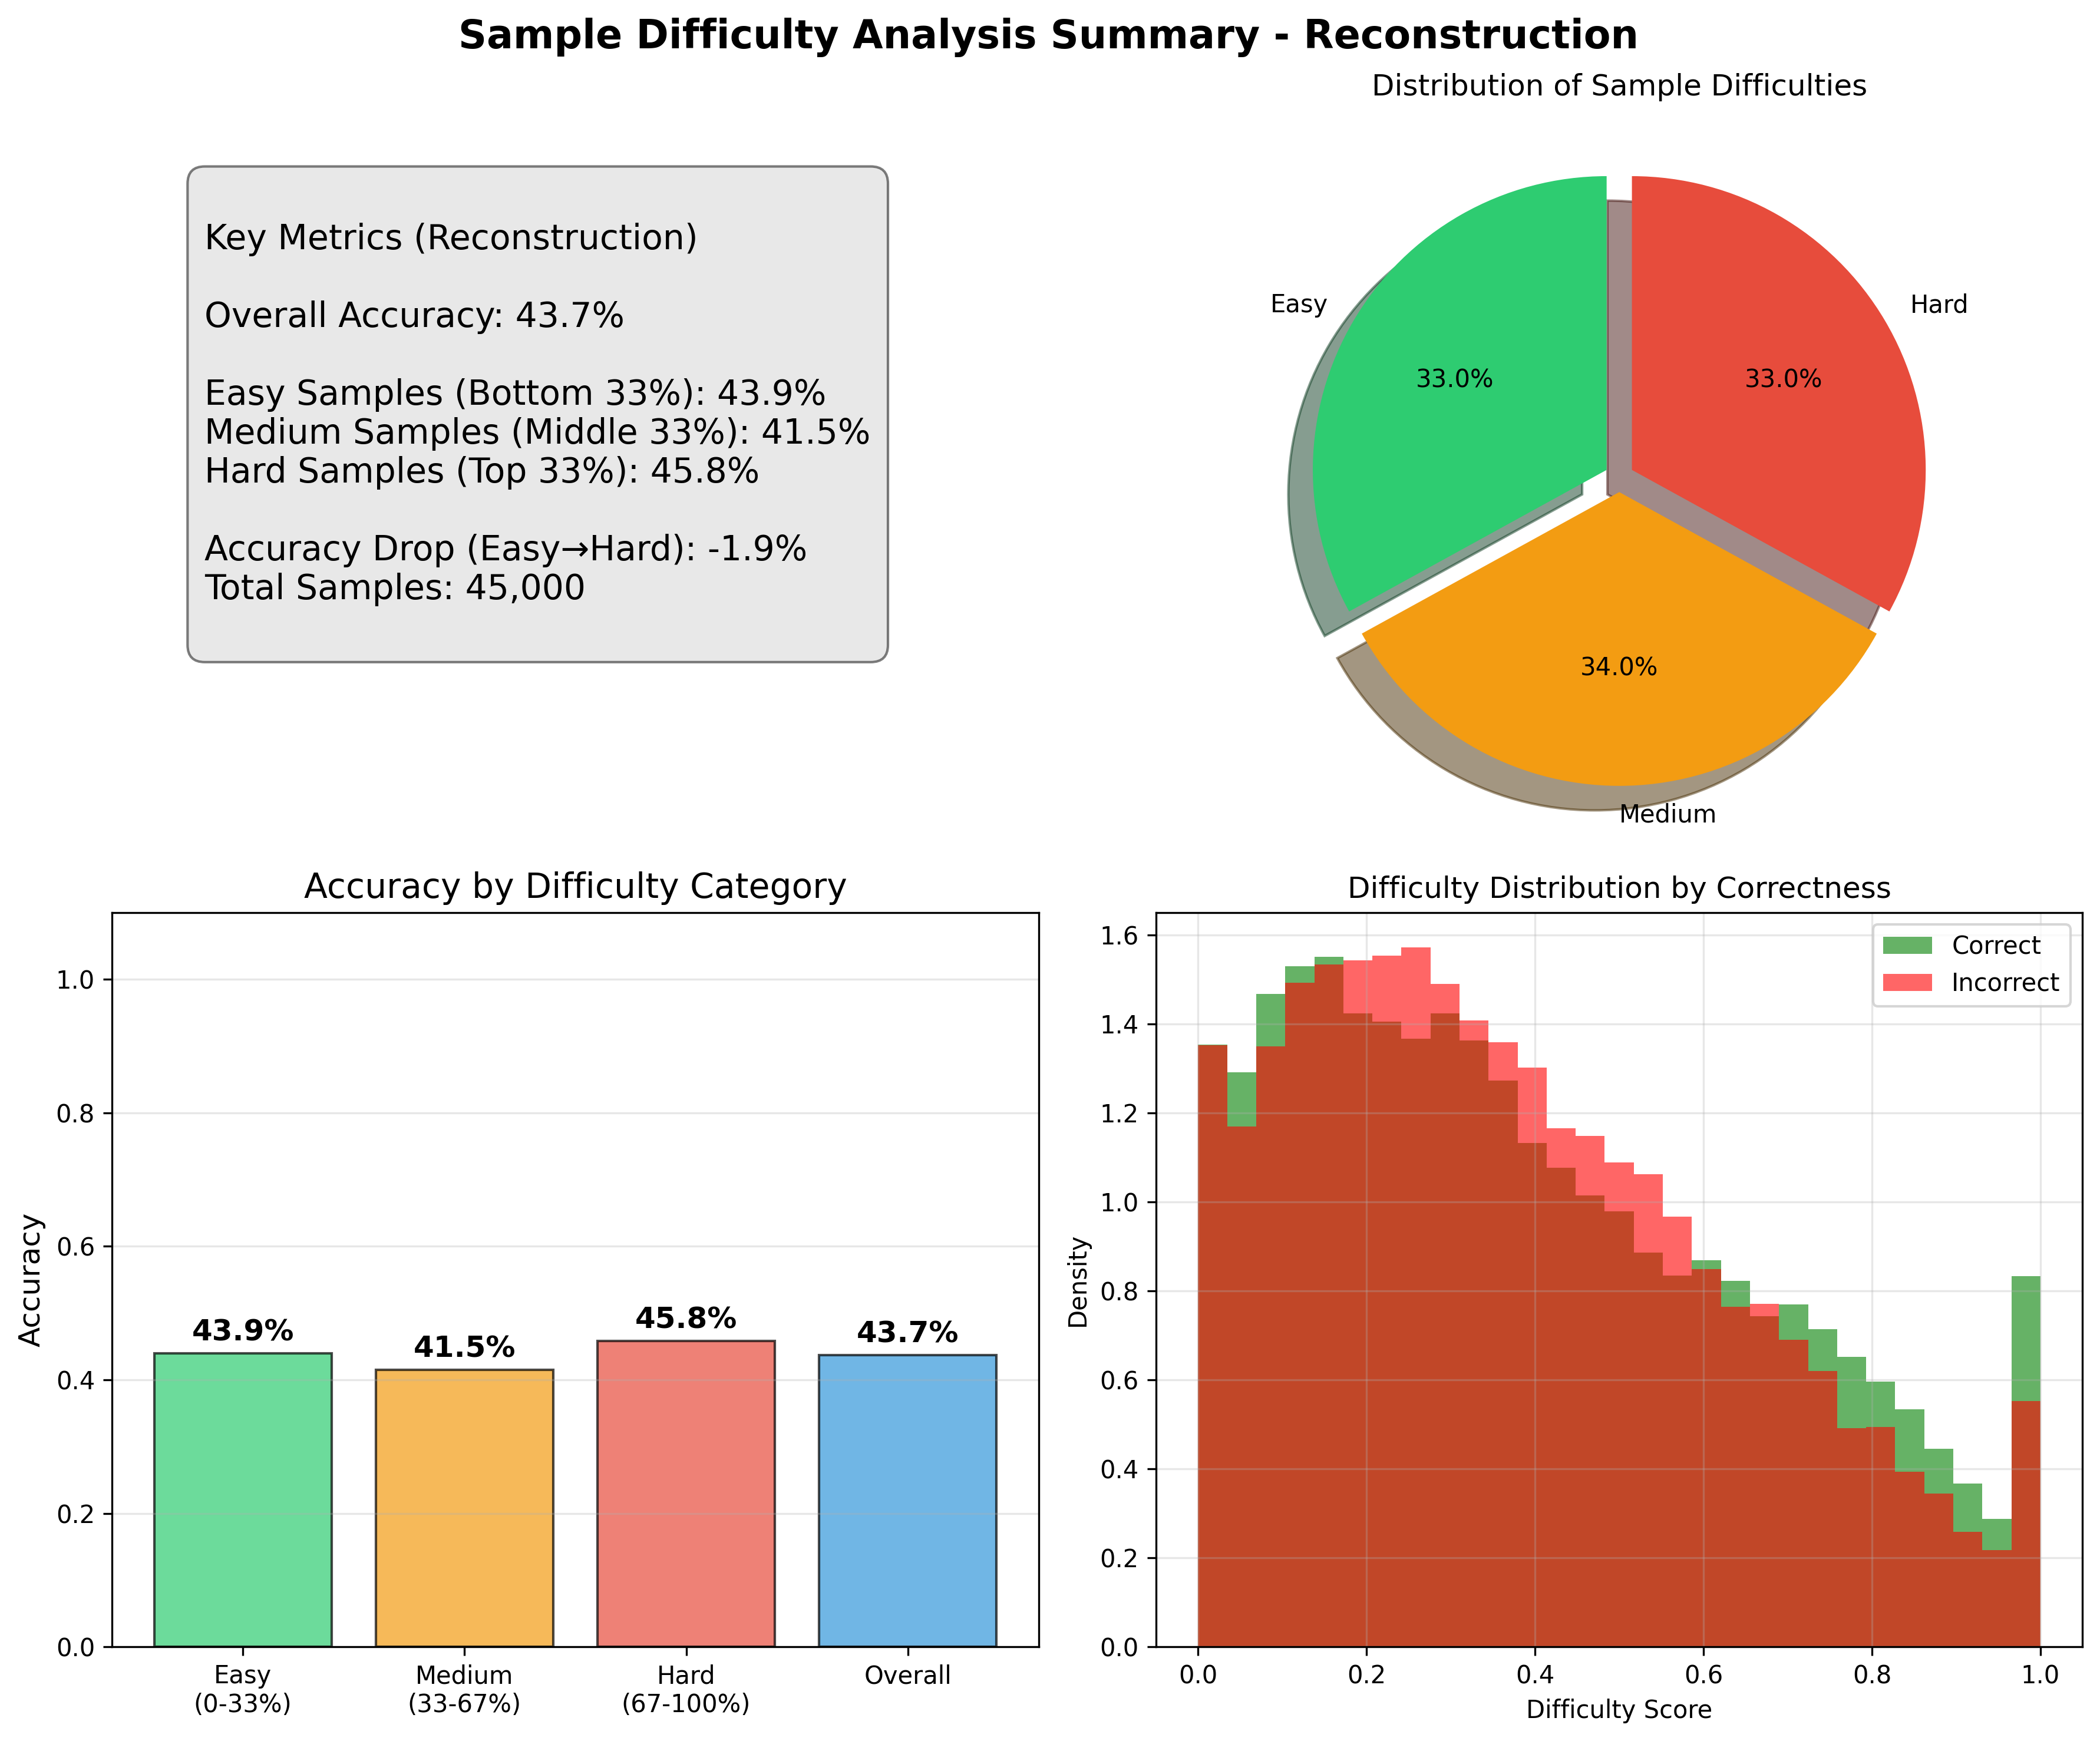 Sample Difficulty Analysis Summary - Reconstruction
Key Metrics (Reconstruction)
Overall Accuracy: 43.7%
Easy Samples (Bottom 33%): 43.9%
Medium Samples (Middle 33%): 41.5%
Hard Samples (Top 33%): 45.8%
Accuracy Drop (Easy→Hard): -1.9%
Total Samples: 45,000
Distribution of Sample Difficulties
Easy
Hard
33.0%
33.0%
34.0%
Medium
Accuracy by Difficulty Category
Accuracy
1.0
0.8
0.6
0.4
0.2
0.0
43.9%
41.5%
45.8%
43.7%
Easy
(0-33%)
Medium
(33-67%)
Hard
(67-100%)
Overall
Difficulty Distribution by Correctness
Density
1.6
1.4
1.2
1.0
0.8
0.6
0.4
0.2
0.0
Correct
Incorrect
0.0 0.2 0.4 0.6 0.8 1.0
Difficulty Score